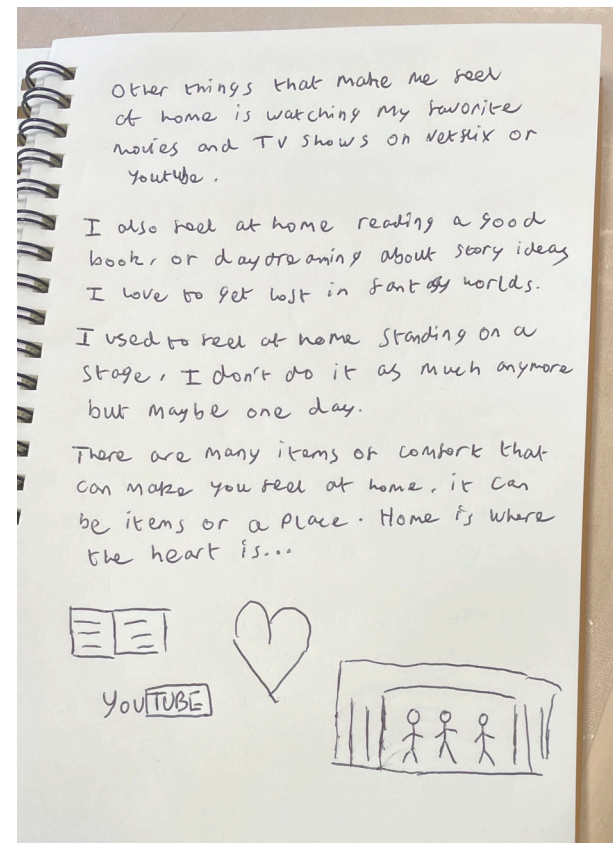 Other things that make me feel
at home is watching my favorite
movies and TV shows on Netflix or
Youtube.
I also feel at home reading a good
book, or daydreaming about story ideas
I love to get lost in fantasy worlds.
I used to feel at home standing on a
stage, I don't do it as much anymore
but maybe one day.
There are many items of comfort that
can make you feel at home, it can
be items or a place. Home is where
the heart is...
YouTUBE